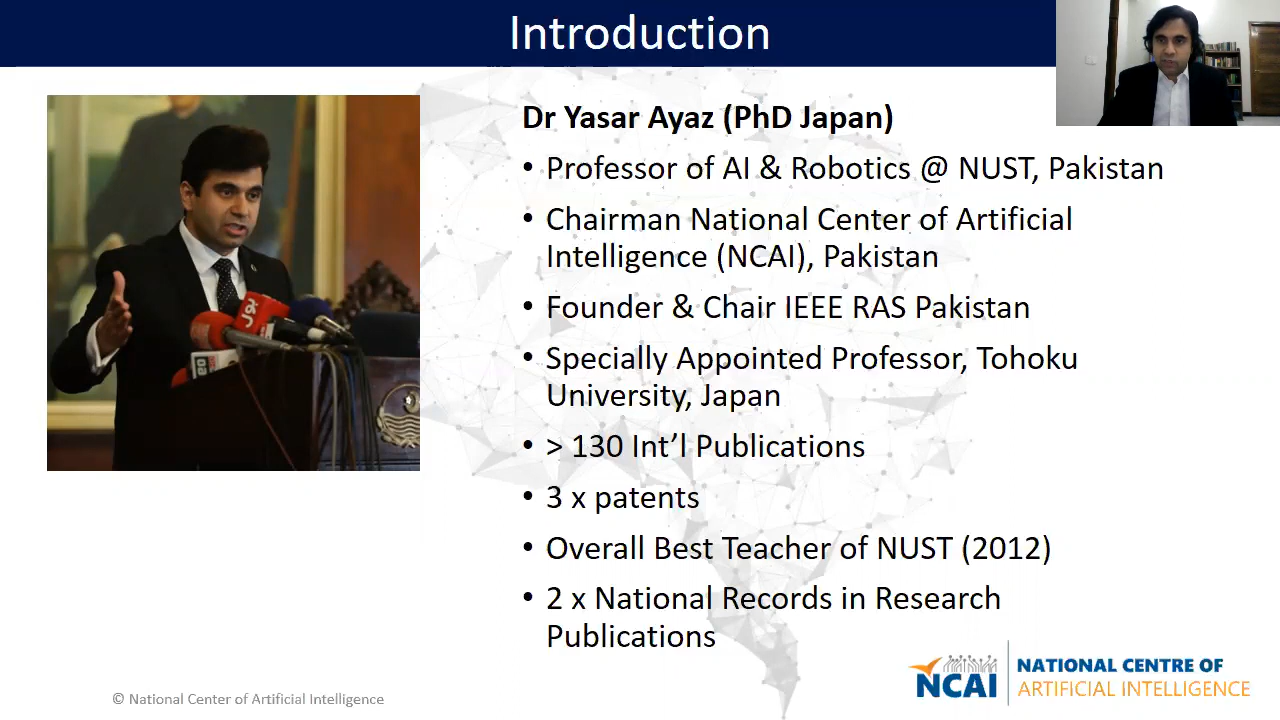 Introduction
Dr Yasar Ayaz (PhD Japan)
• Professor of AI & Robotics @ NUST, Pakistan
• Chairman National Center of Artificial
Intelligence (NCAI), Pakistan
• Founder & Chair IEEE RAS Pakistan
• Specially Appointed Professor, Tohoku
University, Japan
• > 130 Int’l Publications
• 3 x patents
• Overall Best Teacher of NUST (2012)
• 2 x National Records in Research
Publications
بول
NCAI
NATIONAL CENTRE OF
ARTIFICIAL INTELLIGENCE
© National Center of Artificial Intelligence